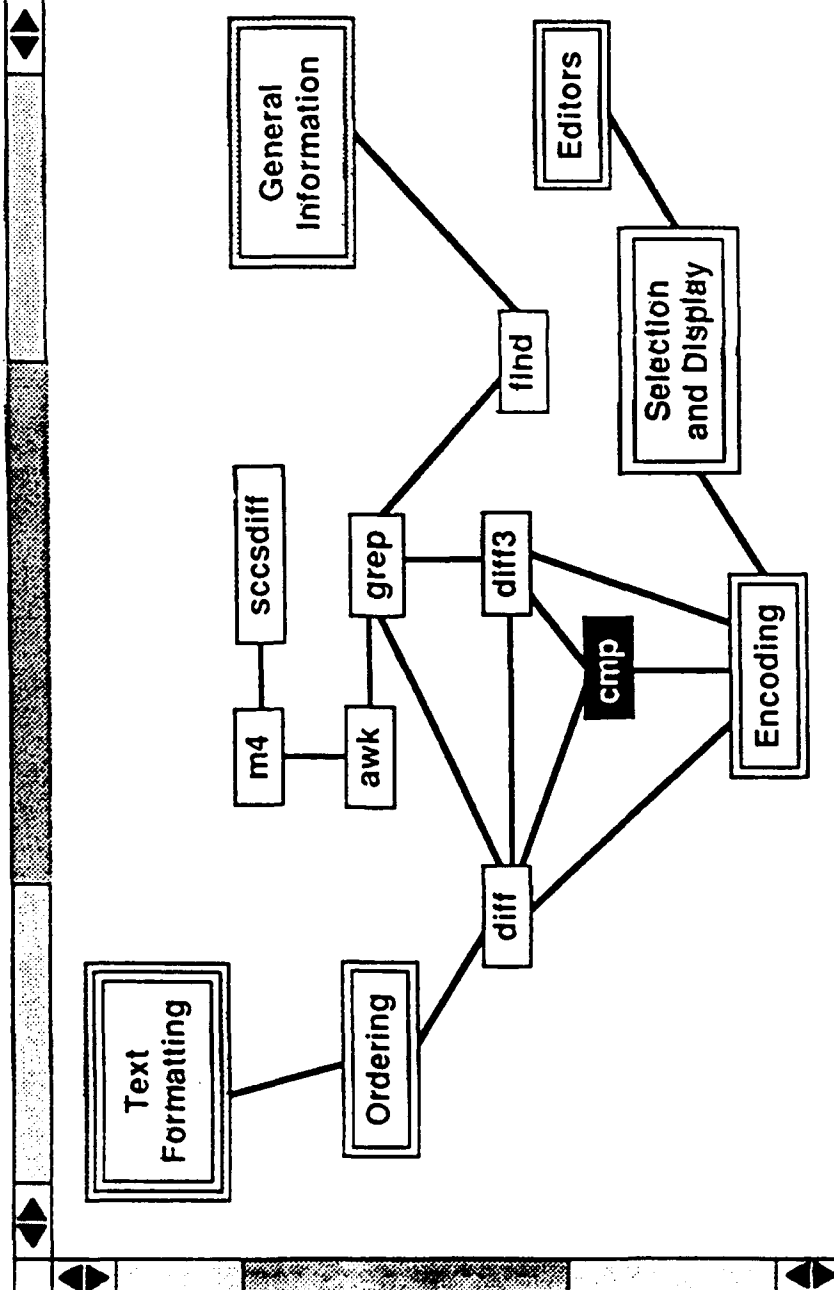 Text
Formatting
m4
sccsdiff
General
Information
Ordering
awk
grep
diff
diff3
find
Editors
cmp
Selection
and Display
Encoding